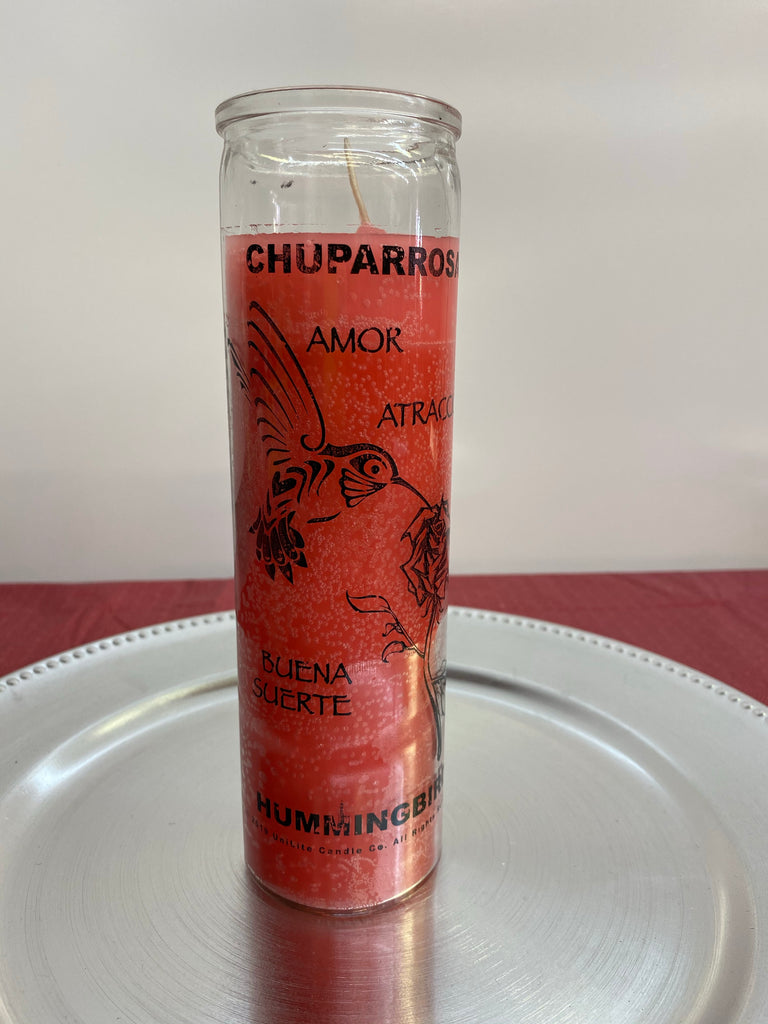 CHUPARROSA
AMOR
ATRACC
BUENA
SUERTE
HUMMINGBIR
UniLite Candle Co. All Rights